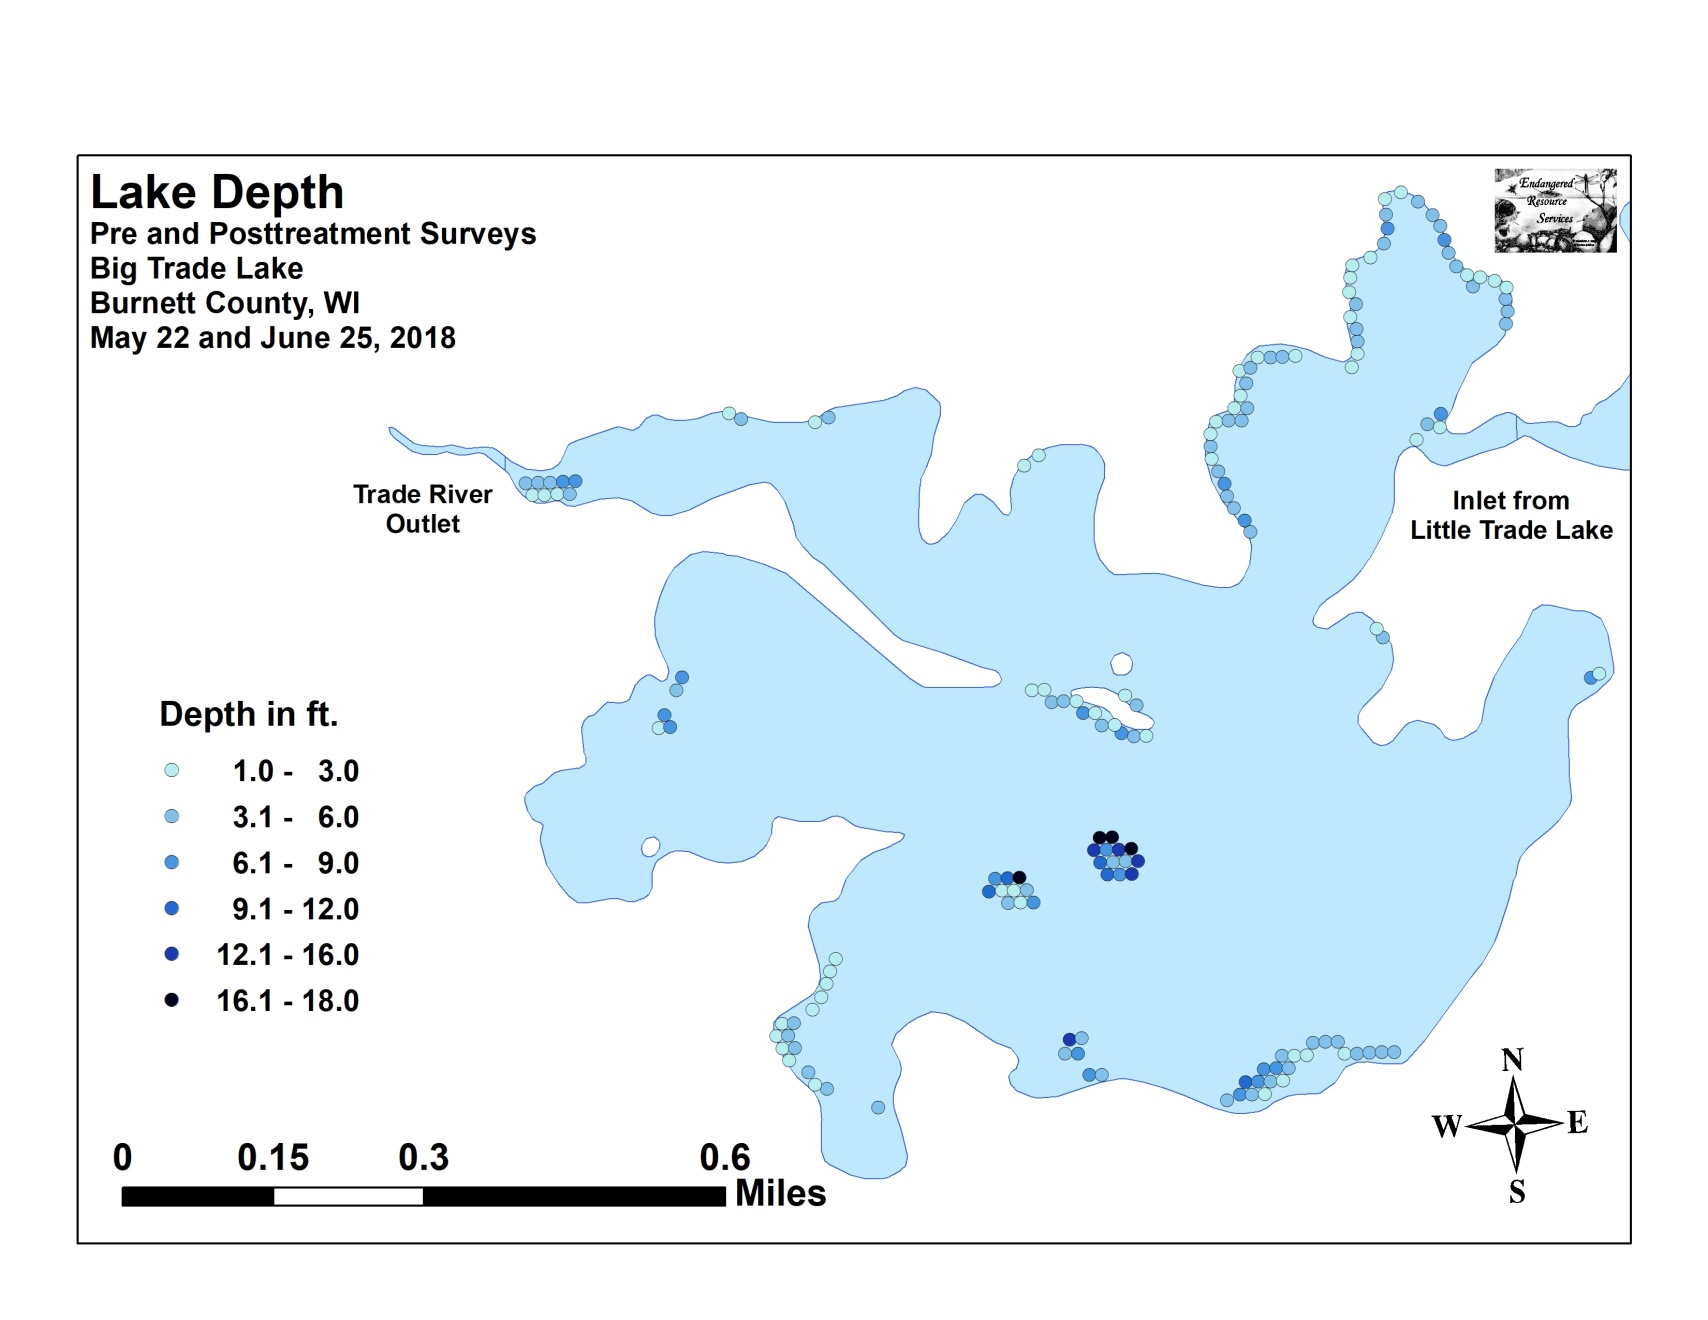 Lake Depth
Pre and Posttreatment Surveys
Big Trade Lake
Burnett County, WI
May 22 and June 25, 2018
Endangered
Resource
Services
Trade River
Outlet
Inlet from
Little Trade Lake
Depth in ft.
1.0 - 3.0
3.1 - 6.0
6.1 - 9.0
9.1 - 12.0
12.1 - 16.0
16.1 - 18.0
N
W E
S
0 0.15 0.3 0.6
Miles